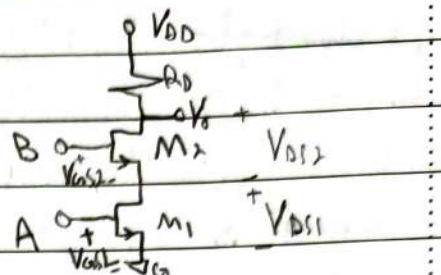 VDD
RD
Vo +
B M2 VDS2
+ VGS2 - - +
A M1 VDS1
+ VGS1 - -